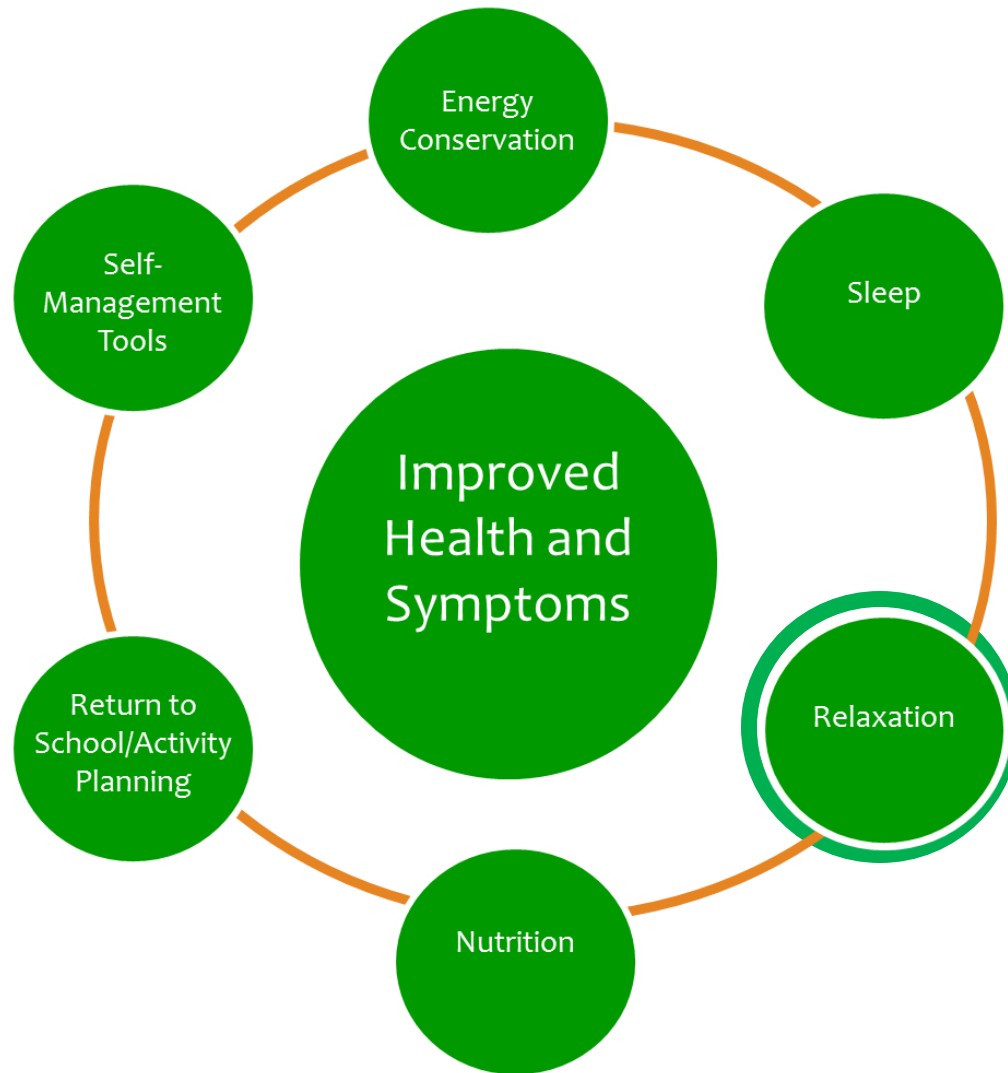 Energy
Conservation
Sleep
Self-
Management
Tools
Improved
Health and
Symptoms
Relaxation
Return to
School/Activity
Planning
Nutrition